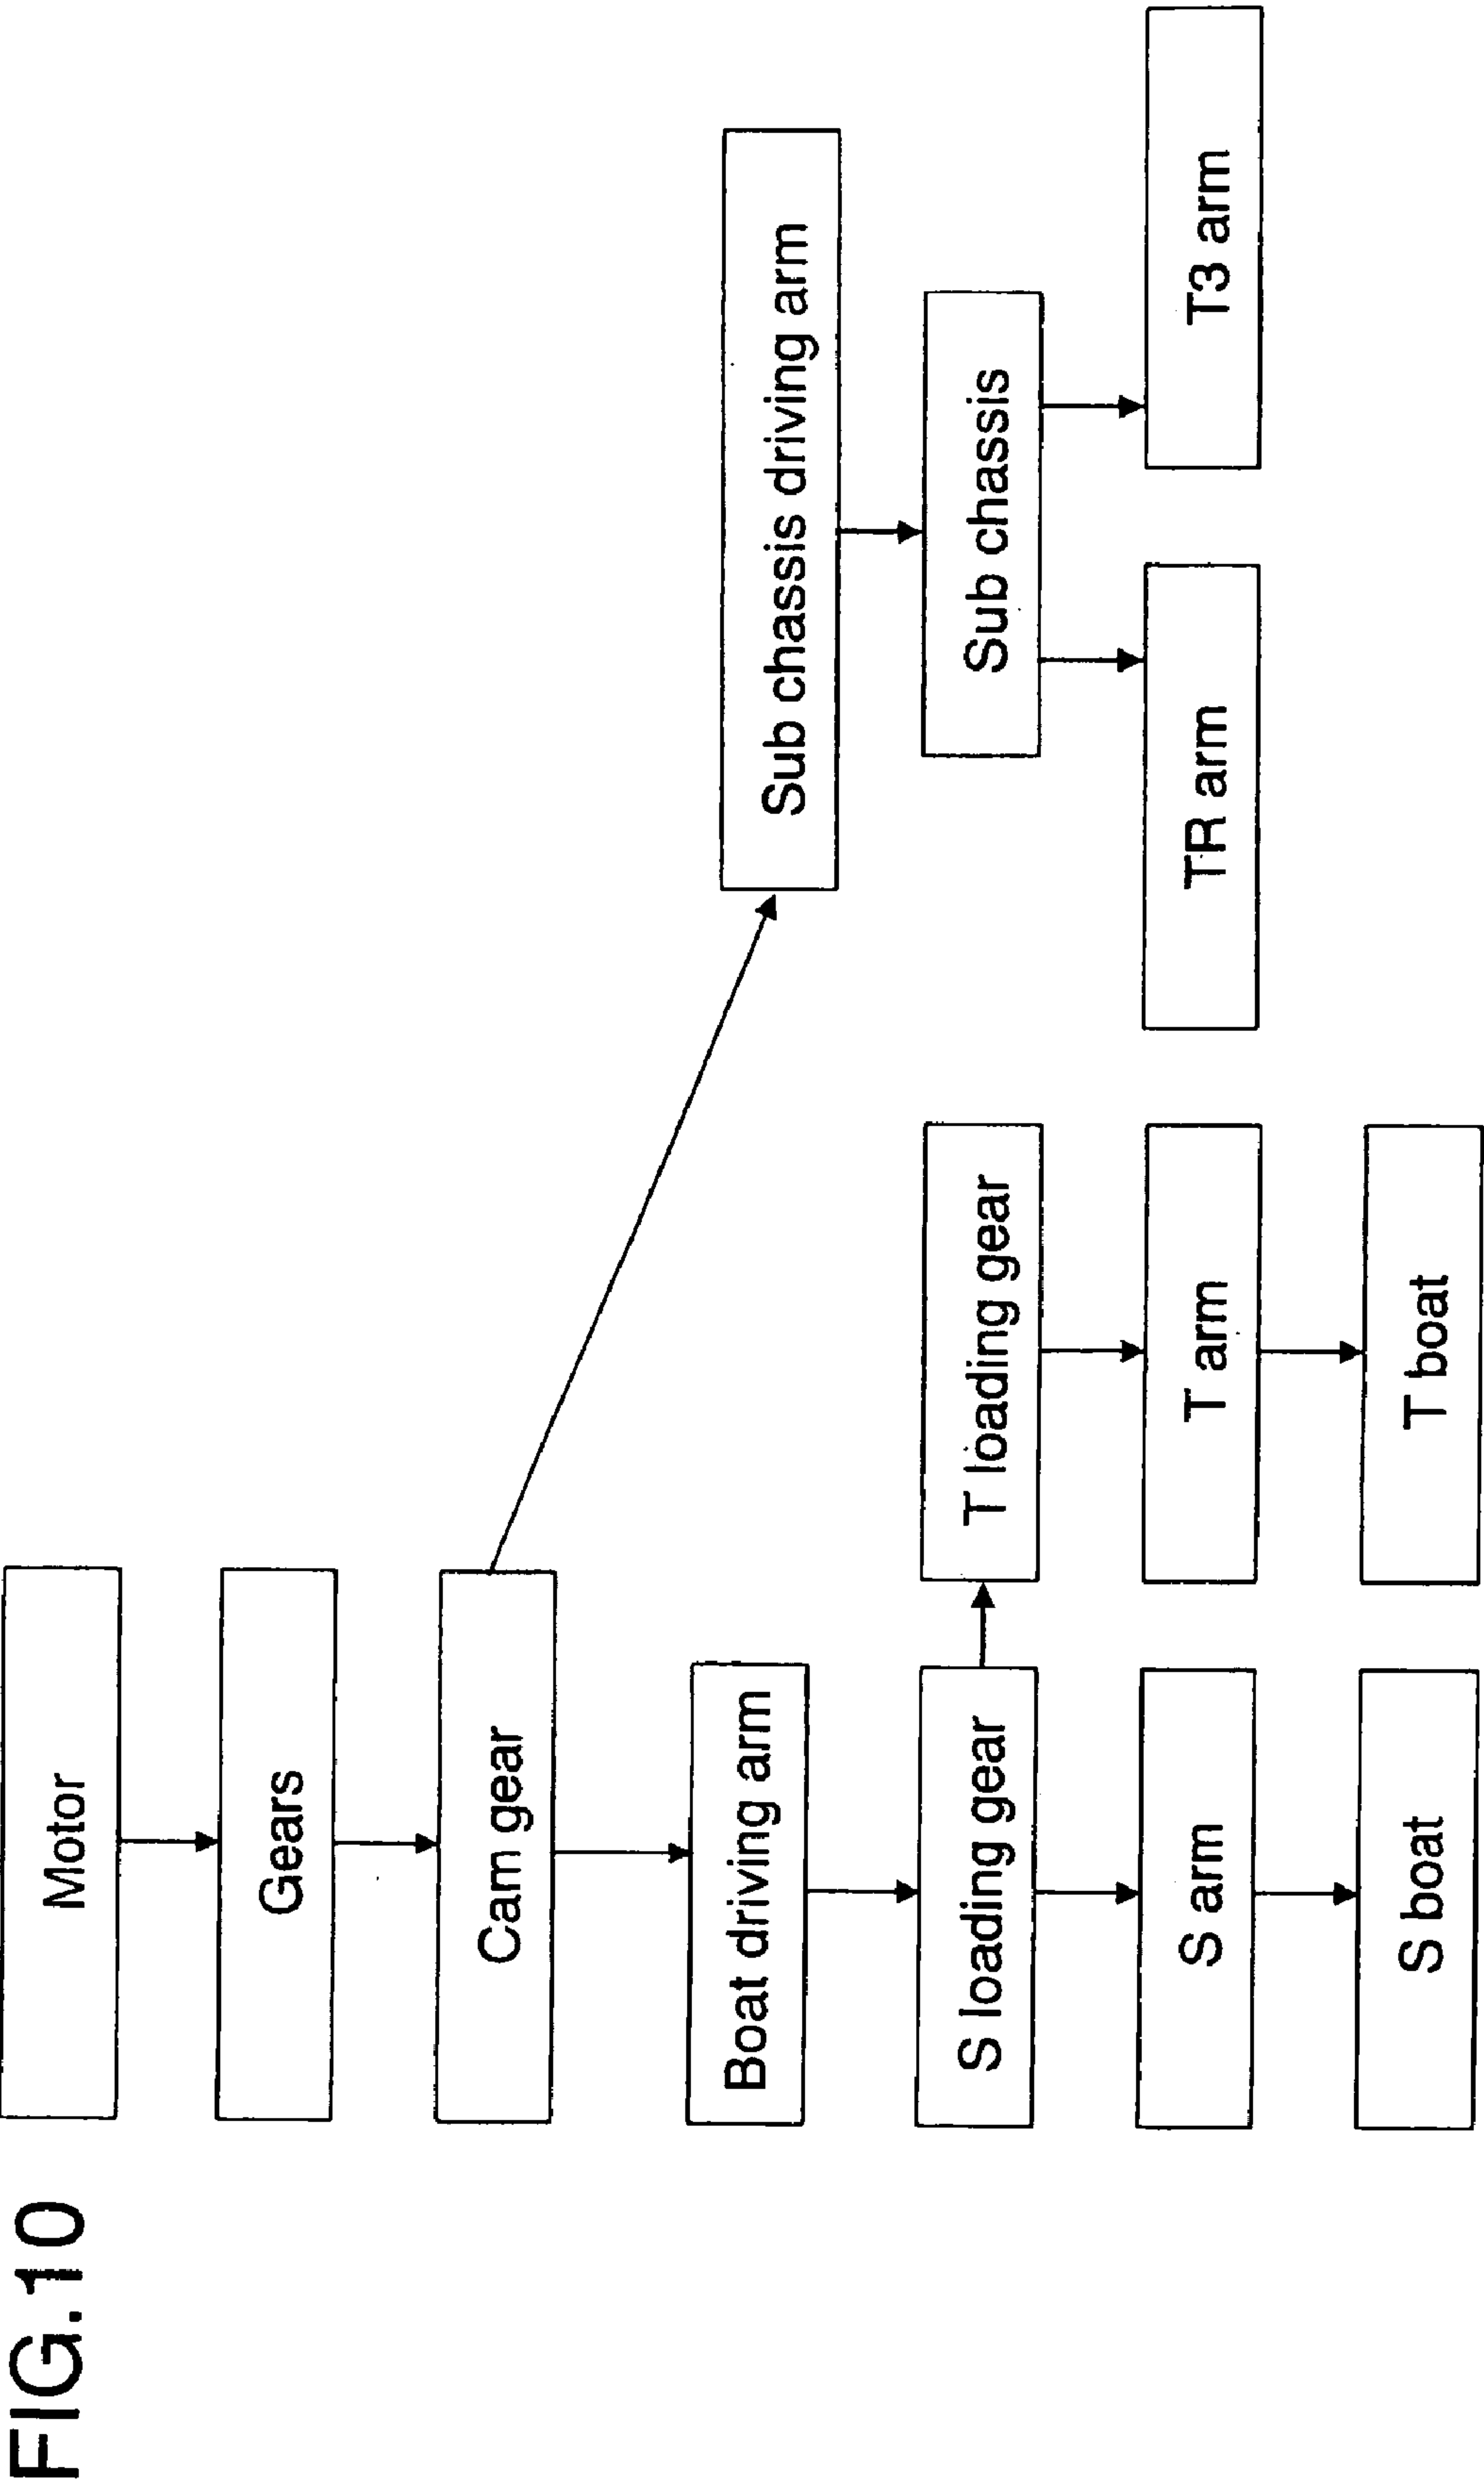 FIG.10
Motor
Gears
Cam gear
Boat driving arm
Sub chassis driving arm
S loading gear
T loading gear
Sub chassis
S arm
T arm
TR arm
T3 arm
S boat
T boat